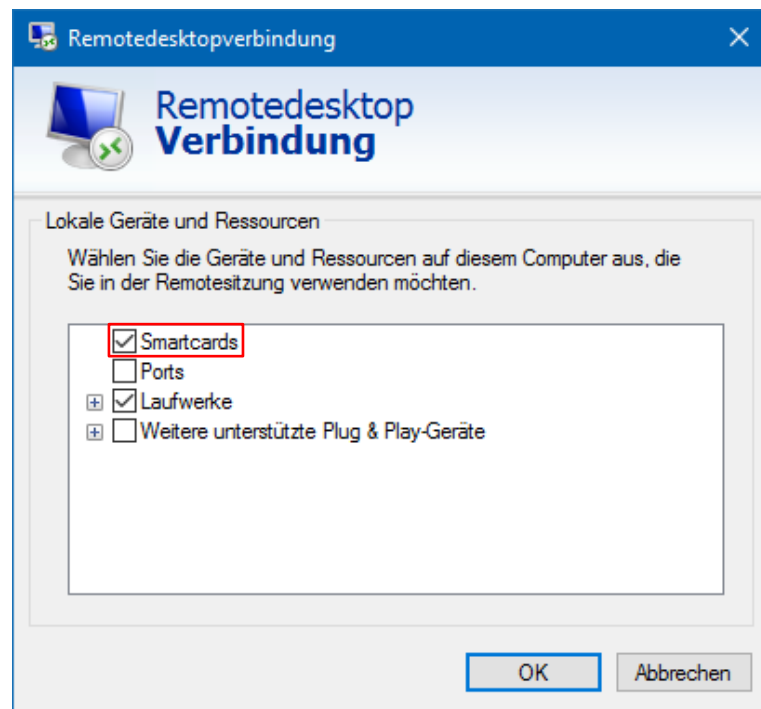 Remotedesktopverbindung
Remotedesktop
Verbindung
Lokale Geräte und Ressourcen
Wählen Sie die Geräte und Ressourcen auf diesem Computer aus, die
Sie in der Remotesitzung verwenden möchten.
Smartcards
Ports
Laufwerke
Weitere unterstützte Plug & Play-Geräte
OK Abbrechen